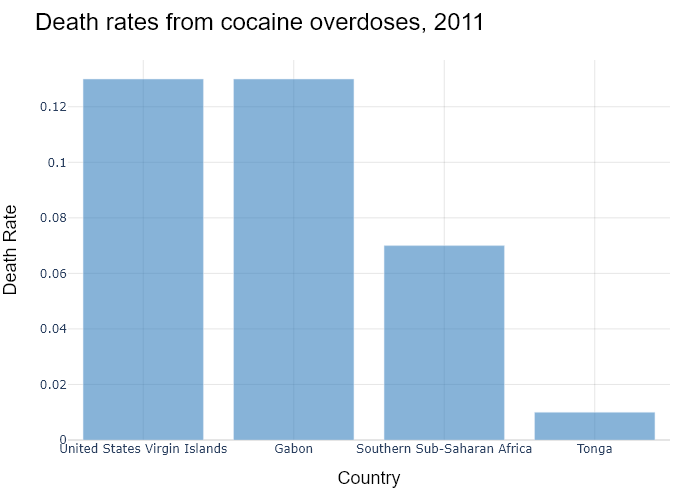 Death rates from cocaine overdoses, 2011
Death Rate
0.12
0.1
0.08
0.06
0.04
0.02
0
United States Virgin Islands
Gabon
Southern Sub-Saharan Africa
Tonga
Country